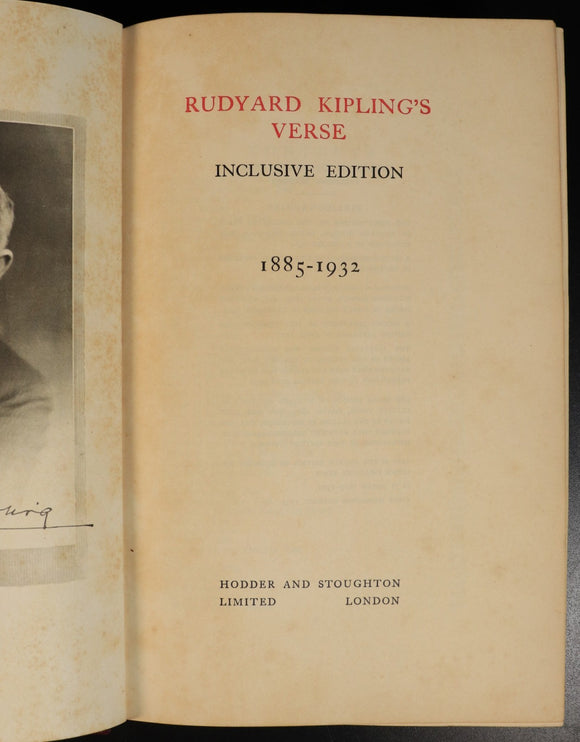 RUDYARD KIPLING'S
VERSE
INCLUSIVE EDITION
1885-1932
HODDER AND STOUGHTON
LIMITED LONDON